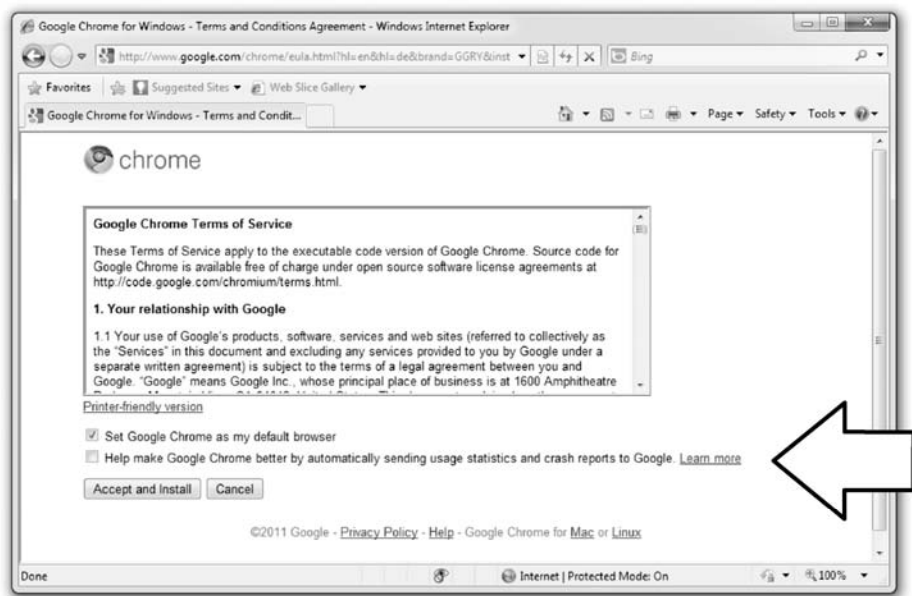 Google Chrome for Windows - Terms and Conditions Agreement - Windows Internet Explorer
http://www.google.com/chrome/eula.html?hl=en&hl=de&brand=GGRY&inst
Bing
Favorites Suggested Sites Web Slice Gallery
Google Chrome for Windows - Terms and Condit... Page Safety Tools
chrome
Google Chrome Terms of Service
These Terms of Service apply to the executable code version of Google Chrome. Source code for
Google Chrome is available free of charge under open source software license agreements at
http://code.google.com/chromium/terms.html.
1. Your relationship with Google
1.1 Your use of Google's products, software, services and web sites (referred to collectively as
the "Services" in this document and excluding any services provided to you by Google under a
separate written agreement) is subject to the terms of a legal agreement between you and
Google. "Google" means Google Inc., whose principal place of business is at 1600 Amphitheatre
Printer-friendly version
Set Google Chrome as my default browser
Help make Google Chrome better by automatically sending usage statistics and crash reports to Google. Learn more
Accept and Install Cancel
©2011 Google - Privacy Policy - Help - Google Chrome for Mac or Linux
Done Internet | Protected Mode: On 100%